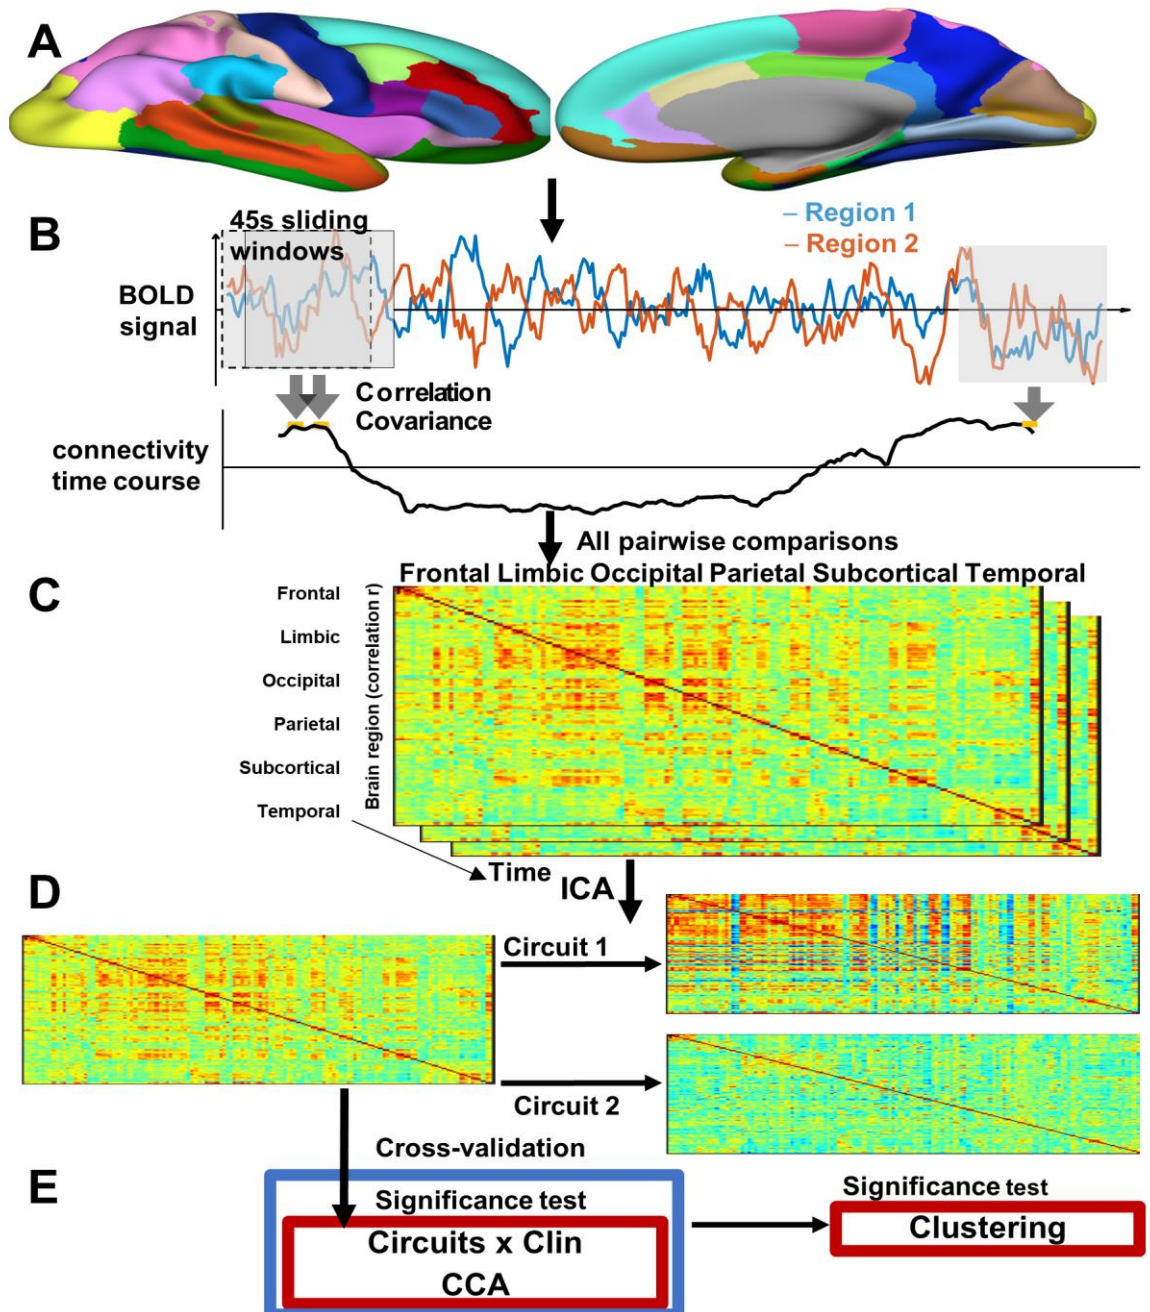 A
B
45s sliding
windows
– Region 1
– Region 2
BOLD
signal
Correlation
Covariance
connectivity
time course
All pairwise comparisons
C
Frontal Limbic Occipital Parietal Subcortical Temporal
Frontal
Limbic
Occipital
Parietal
Subcortical
Temporal
Brain region (correlation r)
Time
ICA
D
Circuit 1
Circuit 2
Cross-validation
E
Significance test
Circuits x Clin
CCA
Significance test
Clustering